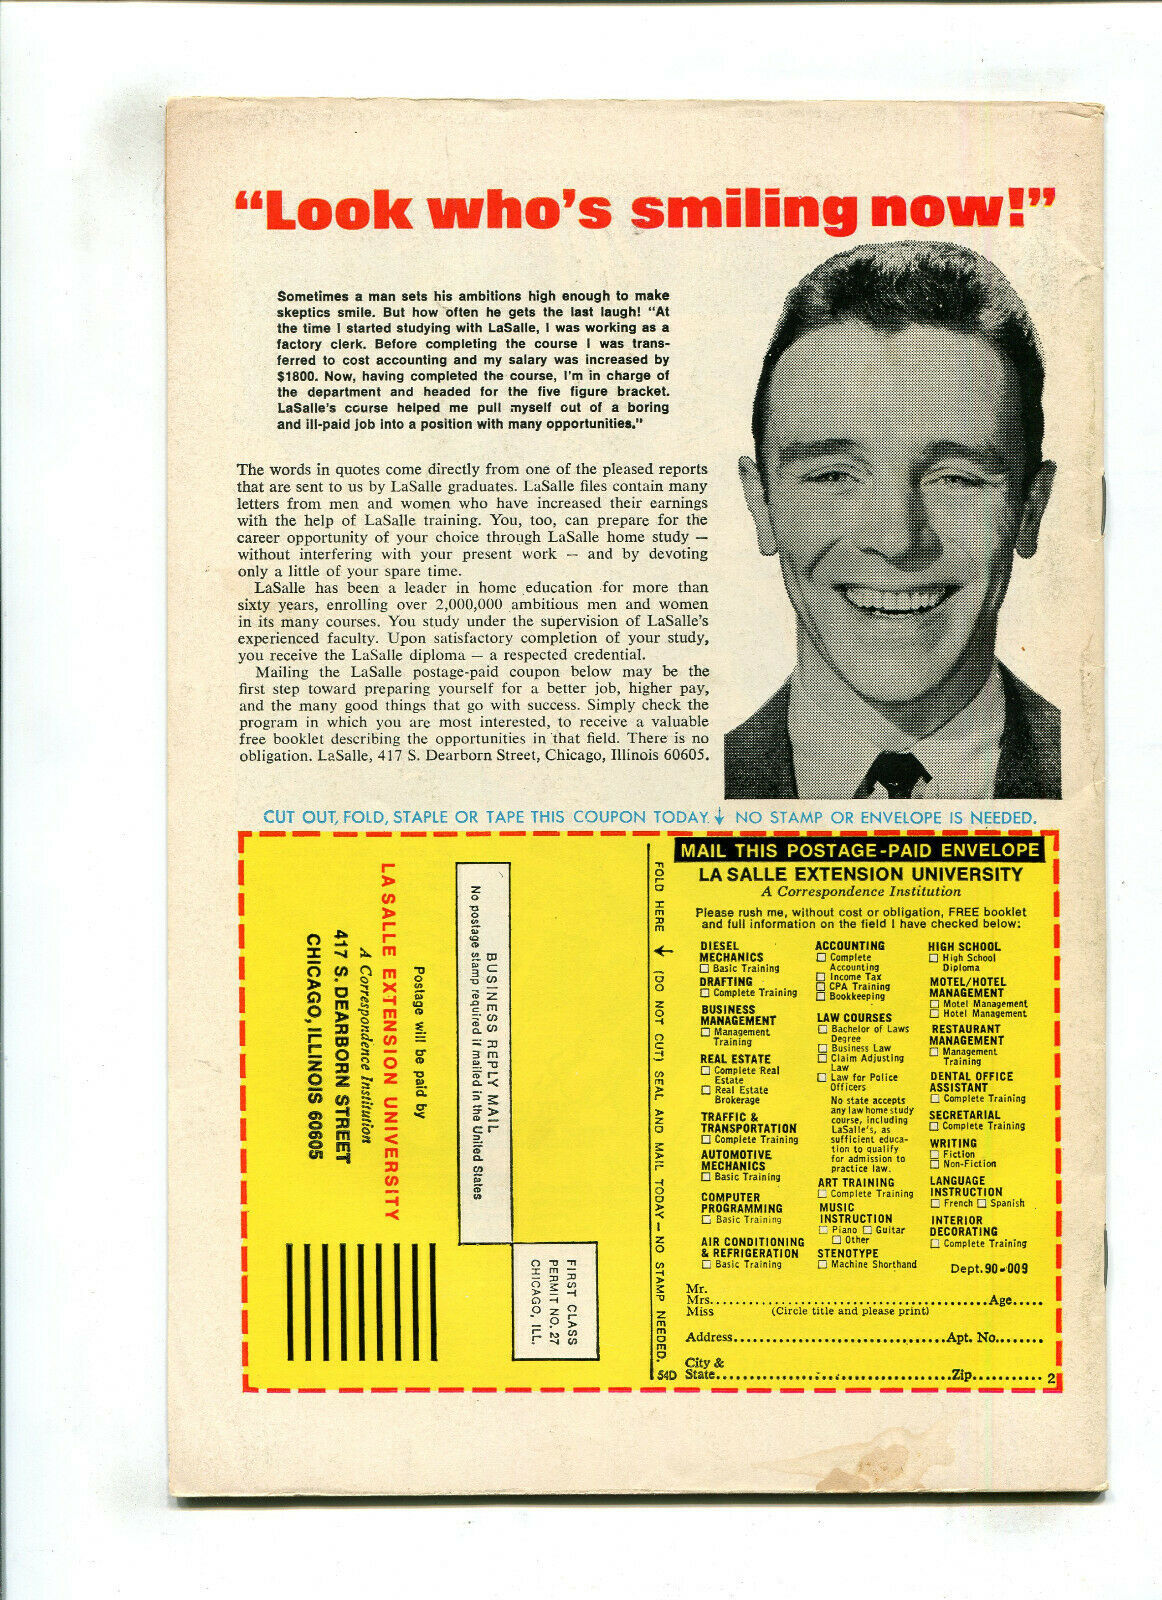 “Look who’s smiling now!”
Sometimes a man sets his ambitions high enough to make
skeptics smile. But how often he gets the last laugh! “At
the time I started studying with LaSalle, I was working as a
factory clerk. Before completing the course I was trans-
ferred to cost accounting and my salary was increased by
$1800. Now, having completed the course, I’m in charge of
the department and headed for the five figure bracket.
LaSalle’s course helped me pull myself out of a boring
and ill-paid job into a position with many opportunities.”
The words in quotes come directly from one of the pleased reports
that are sent to us by LaSalle graduates. LaSalle files contain many
letters from men and women who have increased their earnings
with the help of LaSalle training. You, too, can prepare for the
career opportunity of your choice through LaSalle home study —
without interfering with your present work — and by devoting
only a little of your spare time.
LaSalle has been a leader in home education for more than
sixty years, enrolling over 2,000,000 ambitious men and women
in its many courses. You study under the supervision of LaSalle’s
experienced faculty. Upon satisfactory completion of your study,
you receive the LaSalle diploma — a respected credential.
Mailing the LaSalle postage-paid coupon below may be the
first step toward preparing yourself for a better job, higher pay,
and the many good things that go with success. Simply check the
program in which you are most interested, to receive a valuable
free booklet describing the opportunities in that field. There is no
obligation. LaSalle, 417 S. Dearborn Street, Chicago, Illinois 60605.
CUT OUT, FOLD, STAPLE OR TAPE THIS COUPON TODAY ↓ NO STAMP OR ENVELOPE IS NEEDED.
FIRST CLASS
PERMIT NO. 27
CHICAGO, ILL.
BUSINESS REPLY MAIL
No postage stamp required if mailed in the United States
Postage will be paid by
LA SALLE EXTENSION UNIVERSITY
A Correspondence Institution
417 S. DEARBORN STREET
CHICAGO, ILLINOIS 60605
FOLD HERE ↓ (DO NOT CUT) SEAL AND MAIL TODAY — NO STAMP NEEDED.
54D
MAIL THIS POSTAGE-PAID ENVELOPE
LA SALLE EXTENSION UNIVERSITY
A Correspondence Institution
Please rush me, without cost or obligation, FREE booklet
and full information on the field I have checked below:
DIESEL
MECHANICS
☐ Basic Training
DRAFTING
☐ Complete Training
BUSINESS
MANAGEMENT
☐ Management
Training
REAL ESTATE
☐ Complete Real
Estate
☐ Real Estate
Brokerage
TRAFFIC &
TRANSPORTATION
☐ Complete Training
AUTOMOTIVE
MECHANICS
☐ Basic Training
COMPUTER
PROGRAMMING
☐ Basic Training
AIR CONDITIONING
& REFRIGERATION
☐ Basic Training
ACCOUNTING
☐ Complete
Accounting
☐ Income Tax
☐ CPA Training
☐ Bookkeeping
LAW COURSES
☐ Bachelor of Laws
Degree
☐ Business Law
☐ Claim Adjusting
Law
☐ Law for Police
Officers
No state accepts
any law home study
course, including
LaSalle’s, as
sufficient educa-
tion to qualify
for admission to
practice law.
ART TRAINING
☐ Complete Training
MUSIC
INSTRUCTION
☐ Piano ☐ Guitar
☐ Other
STENOTYPE
☐ Machine Shorthand
HIGH SCHOOL
☐ High School
Diploma
MOTEL/HOTEL
MANAGEMENT
☐ Motel Management
☐ Hotel Management
RESTAURANT
MANAGEMENT
☐ Management
Training
DENTAL OFFICE
ASSISTANT
☐ Complete Training
SECRETARIAL
☐ Complete Training
WRITING
☐ Fiction
☐ Non-Fiction
LANGUAGE
INSTRUCTION
☐ French ☐ Spanish
INTERIOR
DECORATING
☐ Complete Training
Dept. 90-009
Mr.
Mrs. Age
Miss (Circle title and please print)
Address Apt. No.
City &
State Zip 2